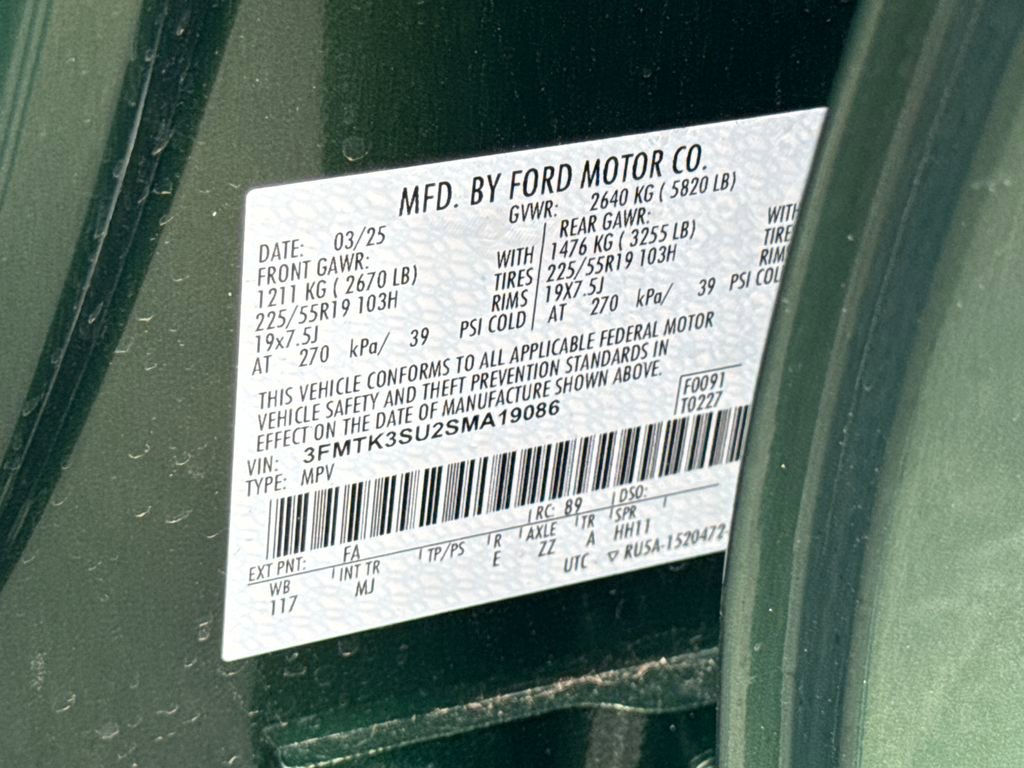 MFD. BY FORD MOTOR CO.
DATE: 03/25 GVWR: 2640 KG ( 5820 LB)
FRONT GAWR: REAR GAWR:
1211 KG ( 2670 LB) WITH 1476 KG ( 3255 LB) WITH
225/55R19 103H TIRES 225/55R19 103H TIRE
19x7.5J RIMS 19X7.5J RIM
AT 270 kPa/ 39 PSI COLD AT 270 kPa/ 39 PSI COL
THIS VEHICLE CONFORMS TO ALL APPLICABLE FEDERAL MOTOR
VEHICLE SAFETY AND THEFT PREVENTION STANDARDS IN
EFFECT ON THE DATE OF MANUFACTURE SHOWN ABOVE.
F0091
VIN: 3FMTK3SU2SMA19086 T0227
TYPE: MPV
EXT PNT: FA RC: 89 DSO:
WB INT TR TP/PS R AXLE TR SPR
117 MJ E ZZ A HH11
UTC ▽ RU5A-1520472-